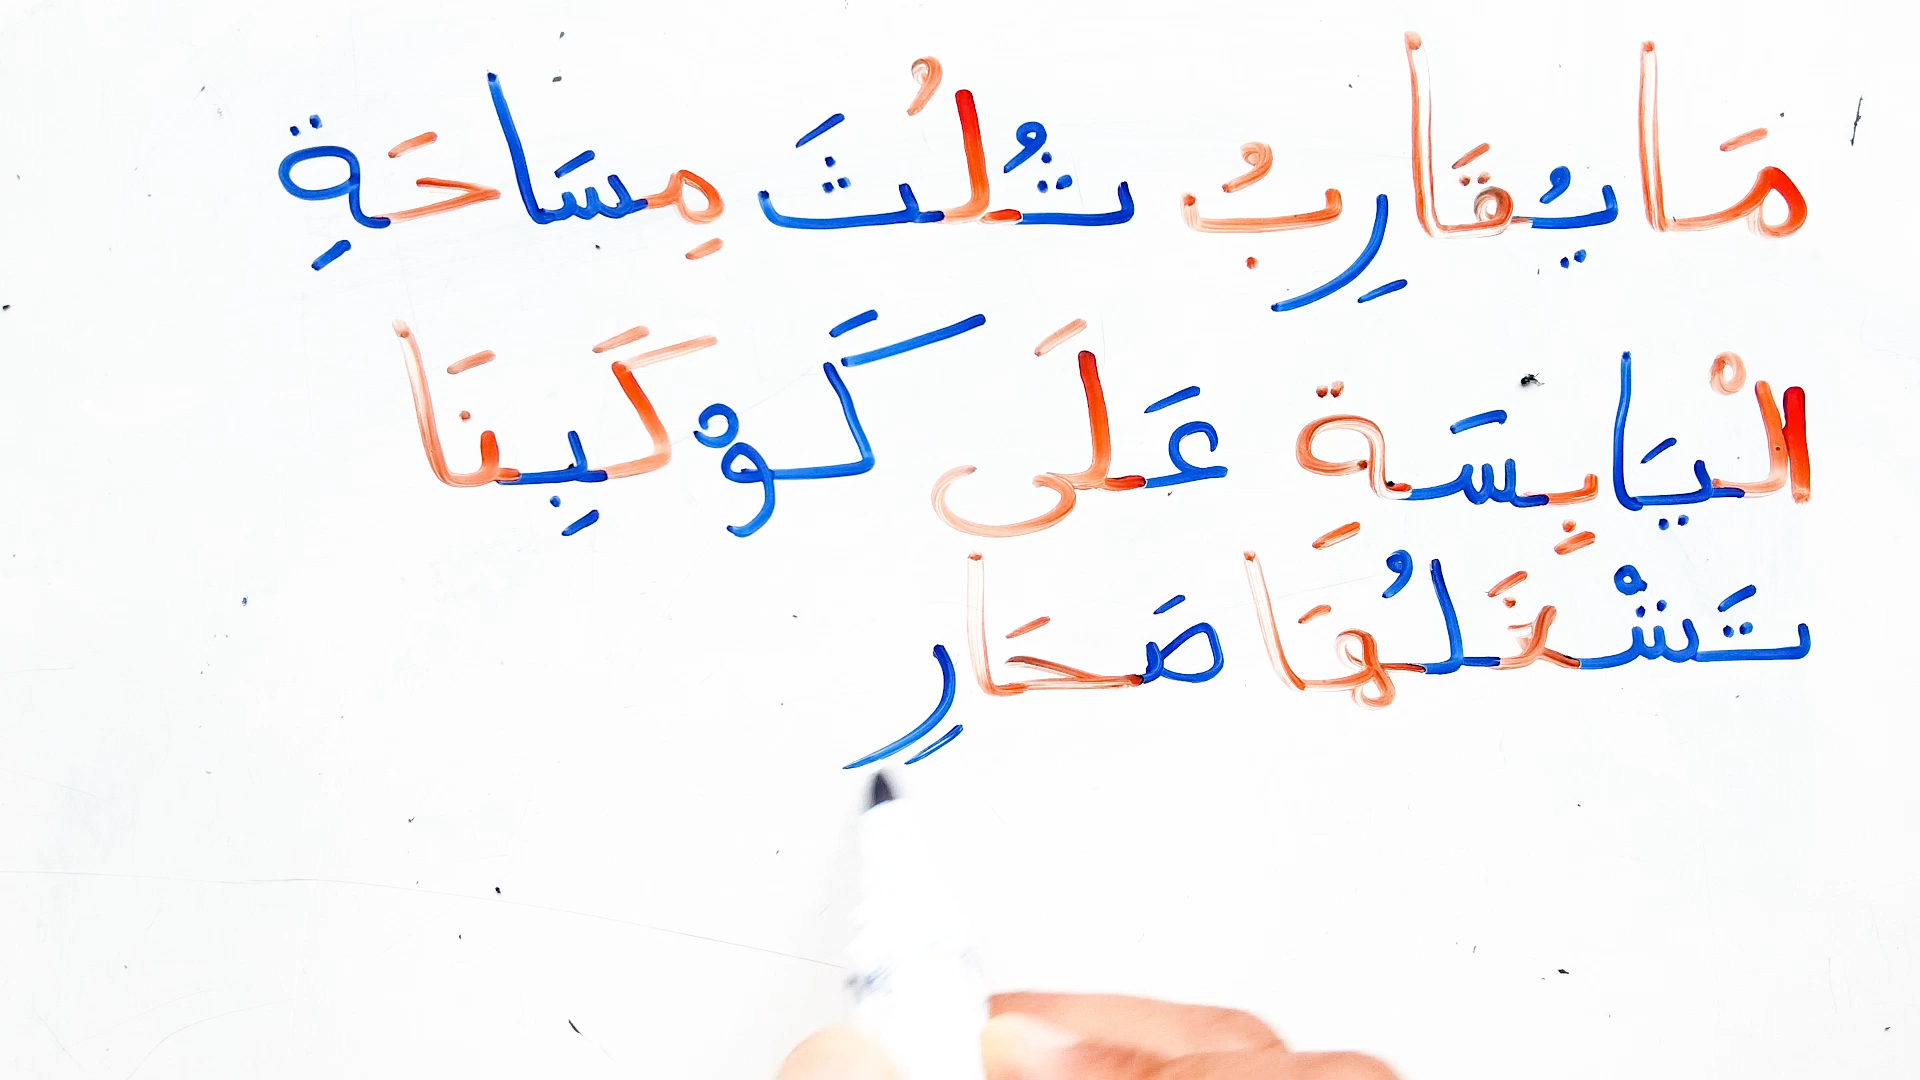 مَا يُقَارِبُ ثُلُثَ مِسَاحَةِ
الْيَابِسَةِ عَلَى كَوْكَبِنَا
تَشْغَلُهَا صَحَارٍ